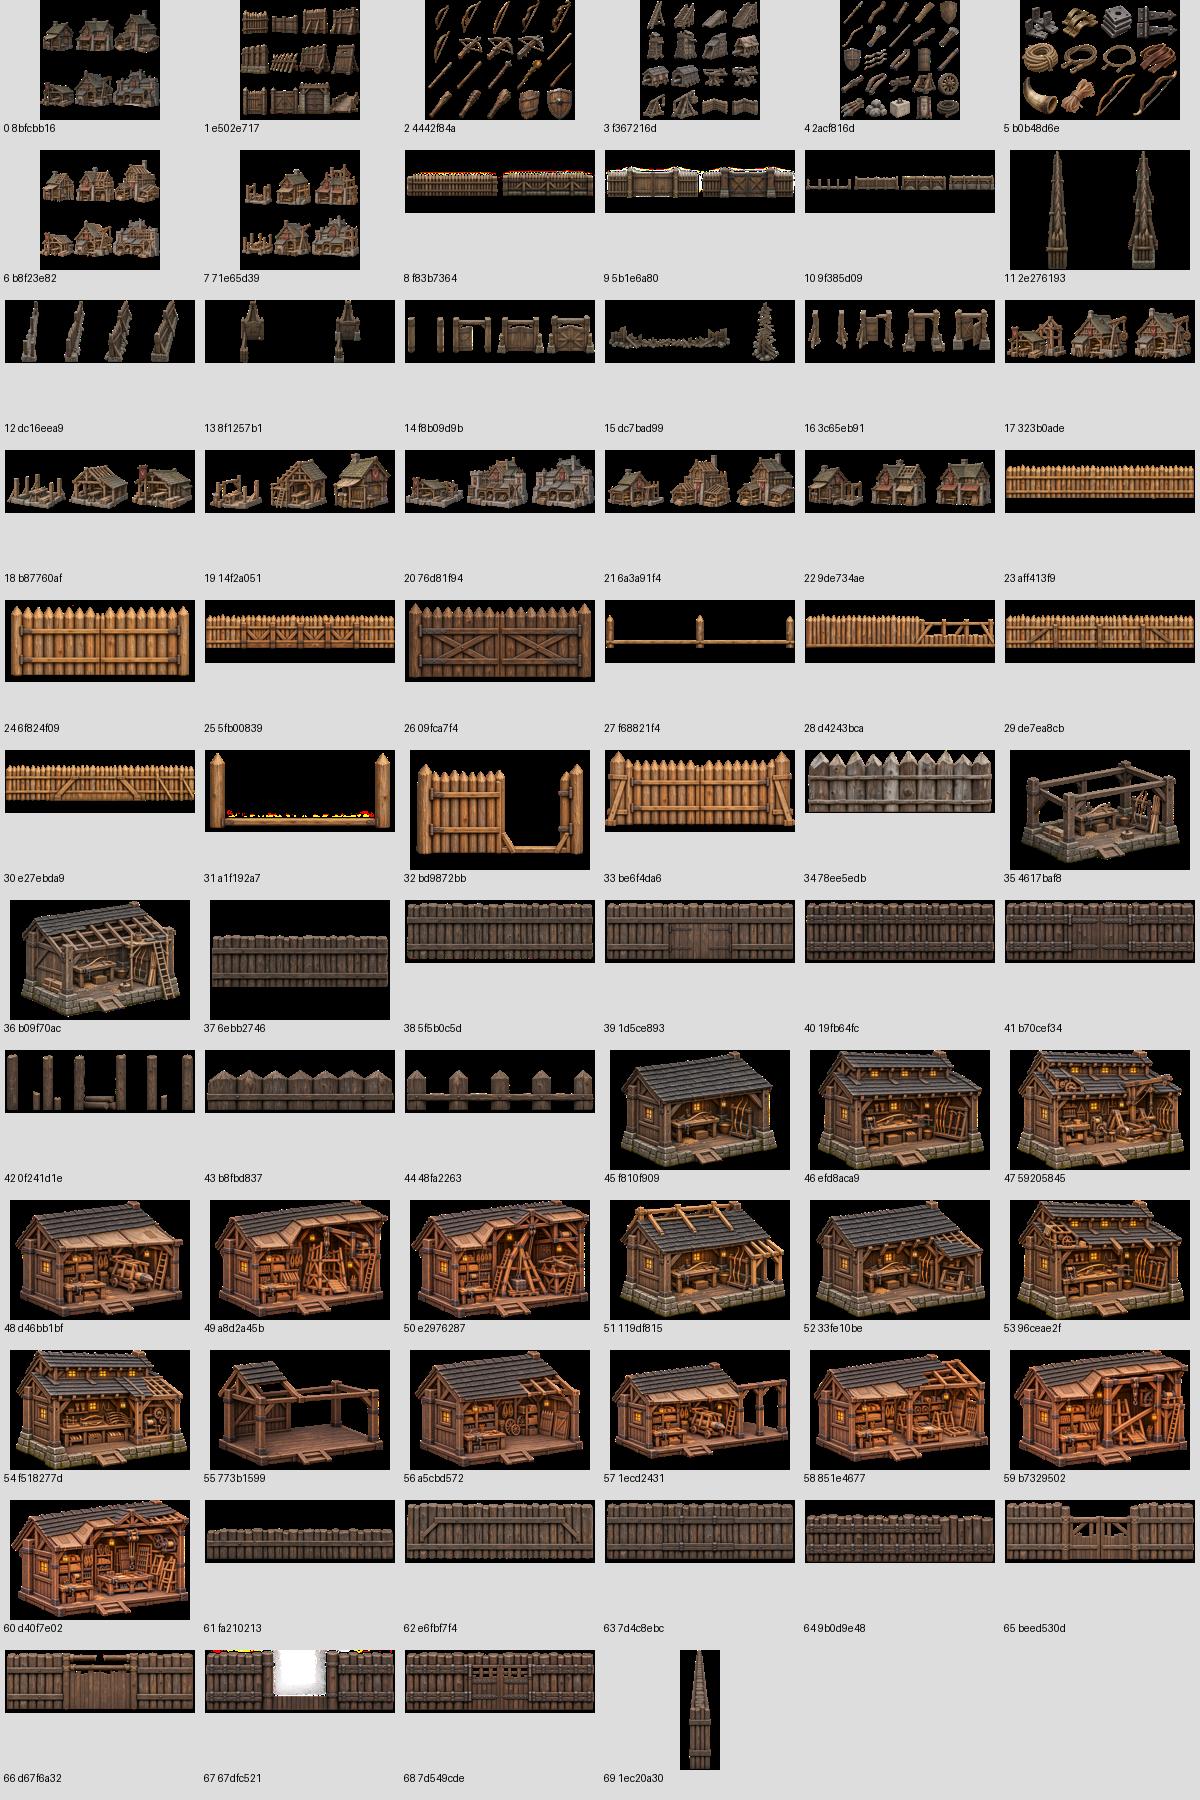 0 8bfcbb16 1 e502e717 2 4442f84a 3 f367216d 4 2acf816d 5 b0b48d6e
6 b8f23e82 7 71e65d39 8 f83b7364 9 5b1e6a80 10 9f385d09 11 2e276193
12 dc16eea9 13 8f1257b1 14 f8b09d9b 15 dc7bad99 16 3c65eb91 17 323b0ade
18 b87760af 19 14f2a051 20 76d81f94 21 6a3a91f4 22 9de734ae 23 aff413f9
24 6f824f09 25 5fb00839 26 09fca7f4 27 f68821f4 28 d4243bca 29 de7ea8cb
30 e27ebda9 31 a1f192a7 32 bd9872bb 33 be6f4da6 34 78ee5edb 35 4617baf8
36 b09f70ac 37 6ebb2746 38 5f5b0c5d 39 1d5ce893 40 19fb64fc 41 b70cef34
42 0f241d1e 43 b8fbd837 44 48fa2263 45 f810f909 46 efd8aca9 47 59205845
48 d46bb1bf 49 a8d2a45b 50 e2976287 51 119df815 52 33fe10be 53 96ceae2f
54 f518277d 55 773b1599 56 a5cbd572 57 1ecd2431 58 851e4677 59 b7329502
60 d40f7e02 61 fa210213 62 e6fbf7f4 63 7d4c8ebc 64 9b0d9e48 65 beed530d
66 d67f6a32 67 67dfc521 68 7d549cde 69 1ec20a30